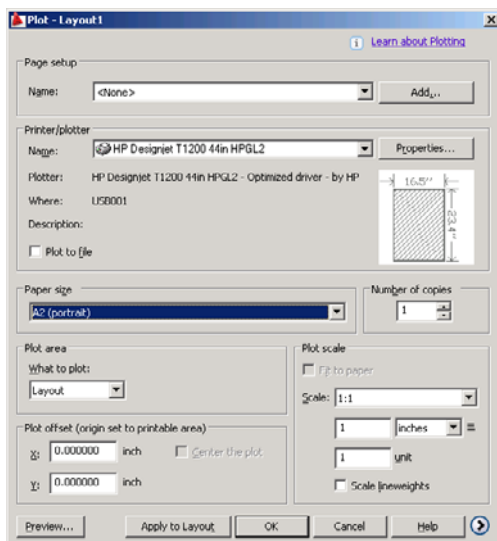 Plot - Layout1
Learn about Plotting
Page setup
Name: <None> Add...
Printer/plotter
Name: HP Designjet T1200 44in HPGL2 Properties...
Plotter: HP Designjet T1200 44in HPGL2 - Optimized driver - by HP
Where: USB001
Description:
Plot to file
16.5''
23.4''
Paper size
A2 (portrait)
Number of copies
1
Plot area
What to plot:
Layout
Plot scale
Fit to paper
Scale: 1:1
1 inches =
1 unit
Scale lineweights
Plot offset (origin set to printable area)
X: 0.000000 inch Center the plot
Y: 0.000000 inch
Preview... Apply to Layout OK Cancel Help